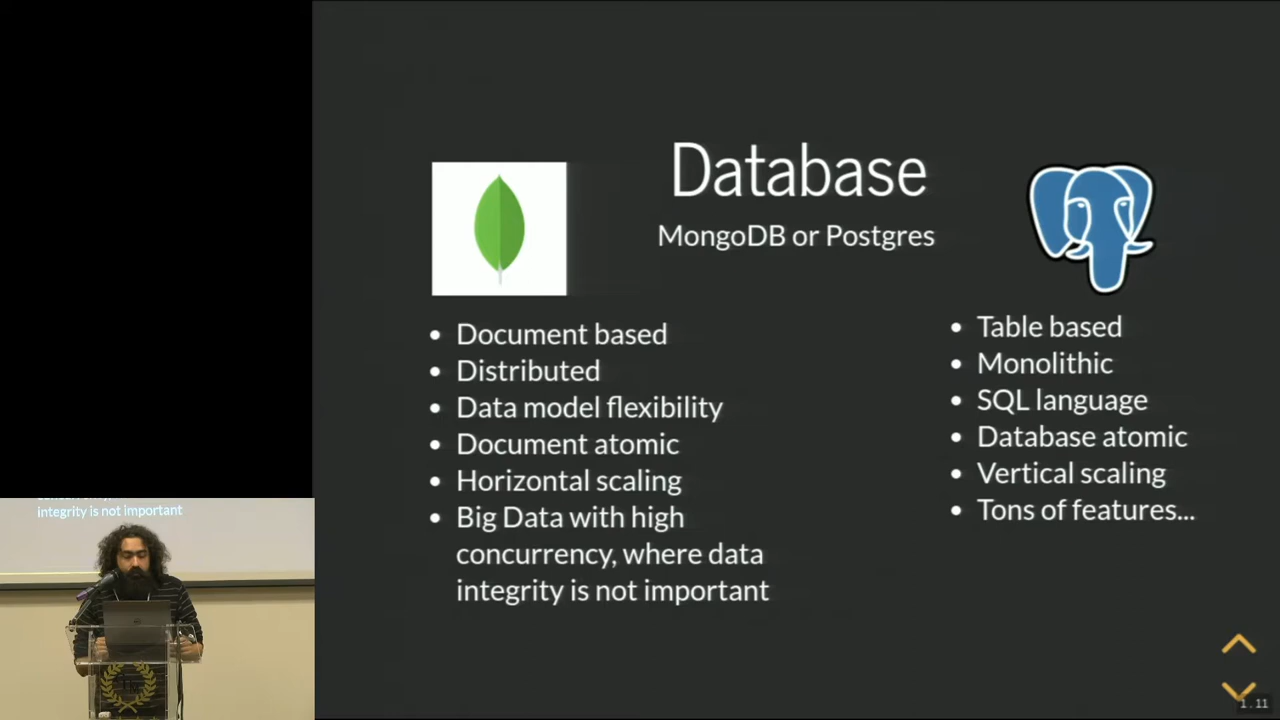 Database
MongoDB or Postgres
Document based
Distributed
Data model flexibility
Document atomic
Horizontal scaling
Big Data with high
concurrency, where data
integrity is not important
Table based
Monolithic
SQL language
Database atomic
Vertical scaling
Tons of features...
integrity is not important
1.11